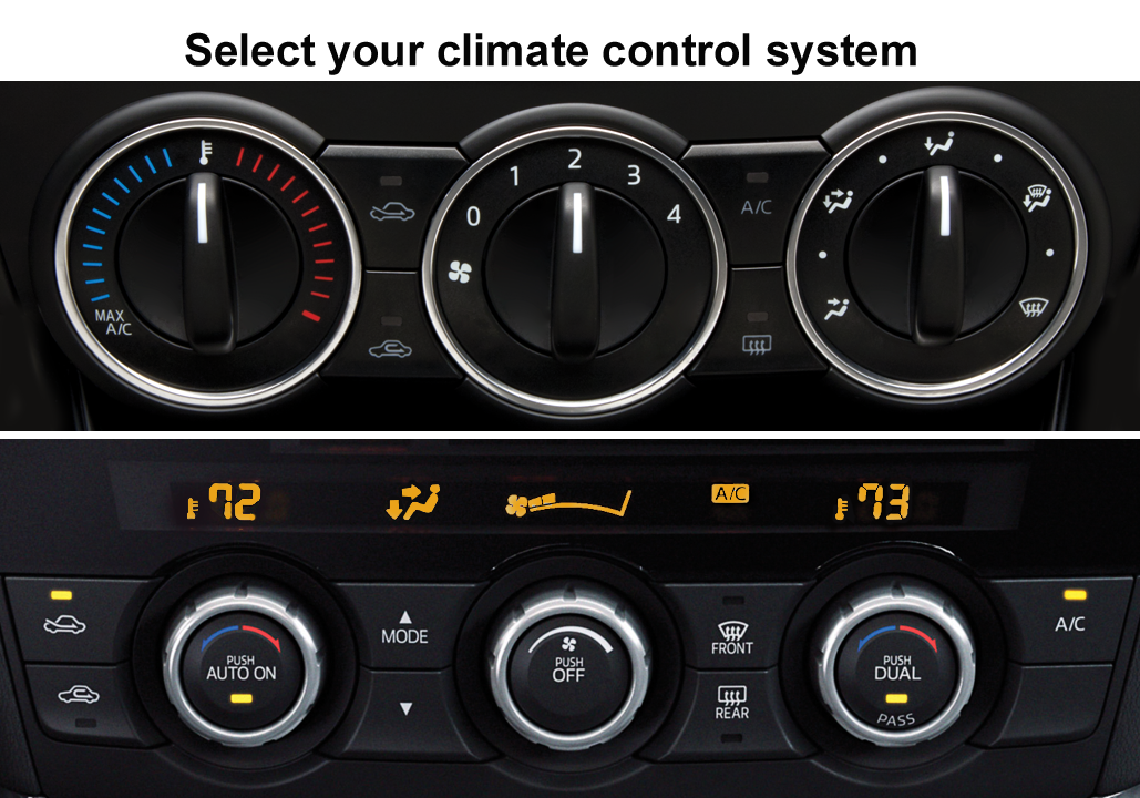 Select your climate control system
MAX
A/C
0
1
2
3
4
A/C
72
A/C
73
MODE
PUSH
AUTO ON
PUSH
OFF
FRONT
REAR
PUSH
DUAL
PASS
A/C